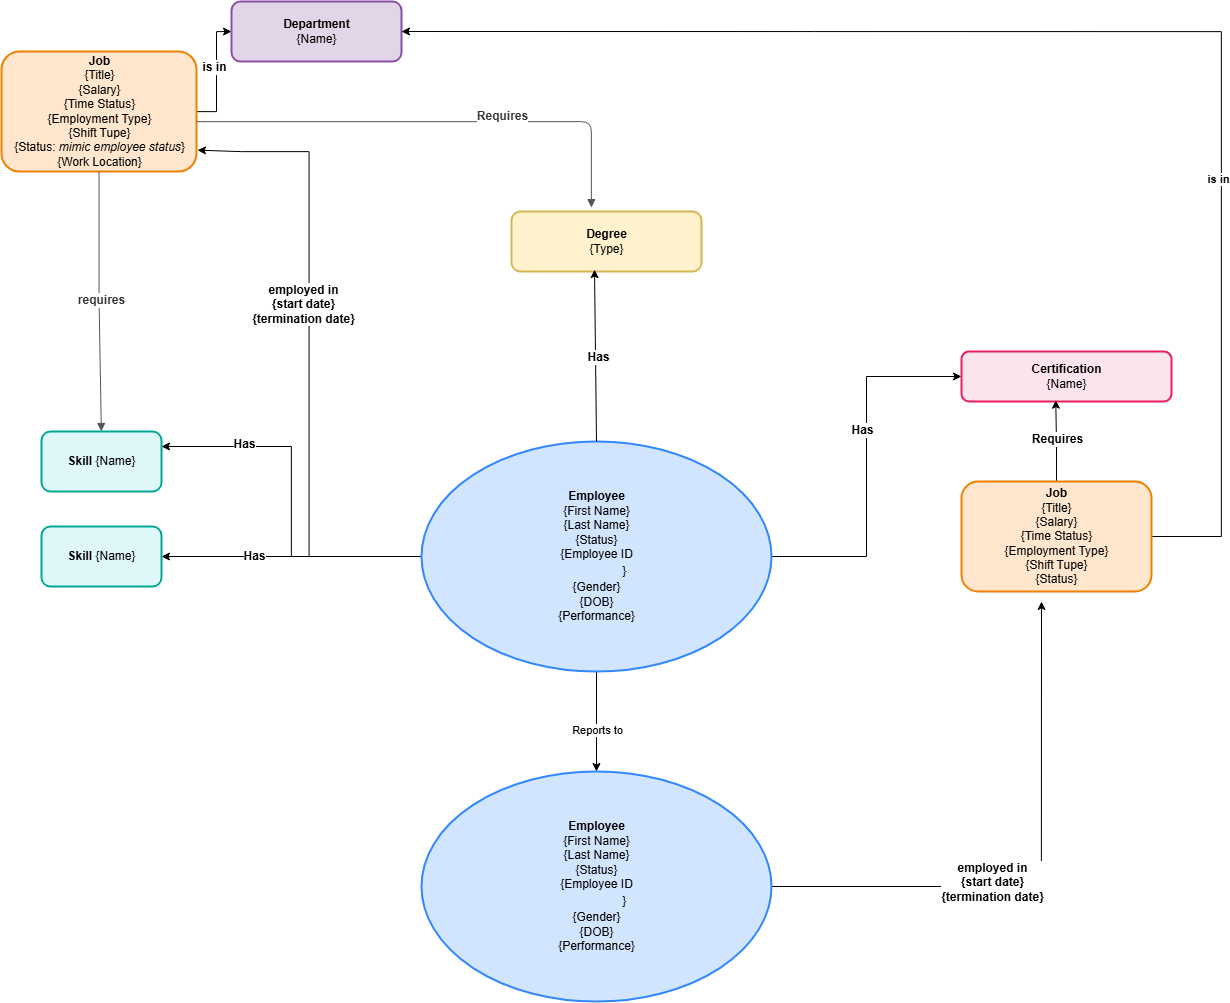 Department
{Name}
is in
Job
{Title}
{Salary}
{Time Status}
{Employment Type}
{Shift Tupe}
{Status: mimic employee status}
{Work Location}
Requires
is in
Degree
{Type}
requires
employed in
{start date}
{termination date}
Has
Certification
{Name}
Has
Requires
Has
Skill {Name}
Skill {Name}
Has
Employee
{First Name}
{Last Name}
{Status}
{Employee ID
}
{Gender}
{DOB}
{Performance}
Job
{Title}
{Salary}
{Time Status}
{Employment Type}
{Shift Tupe}
{Status}
Reports to
Employee
{First Name}
{Last Name}
{Status}
{Employee ID
}
{Gender}
{DOB}
{Performance}
employed in
{start date}
{termination date}